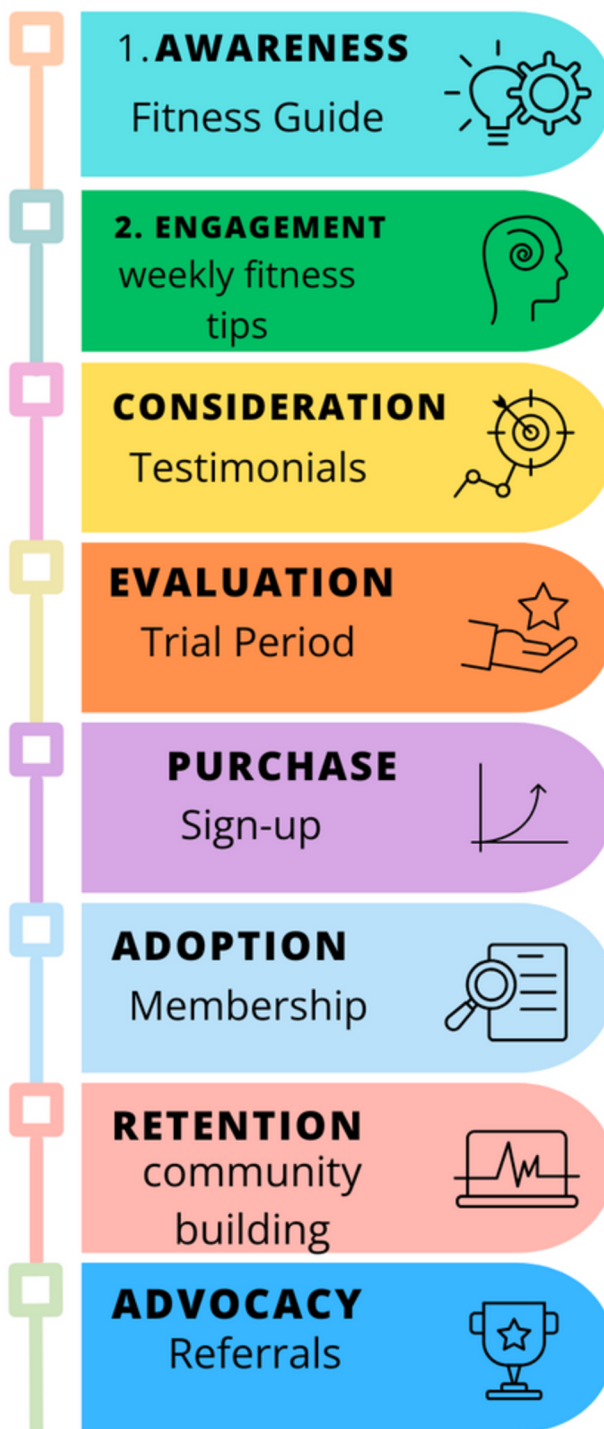 1. AWARENESS
Fitness Guide
2. ENGAGEMENT
weekly fitness
tips
CONSIDERATION
Testimonials
EVALUATION
Trial Period
PURCHASE
Sign-up
ADOPTION
Membership
RETENTION
community
building
ADVOCACY
Referrals